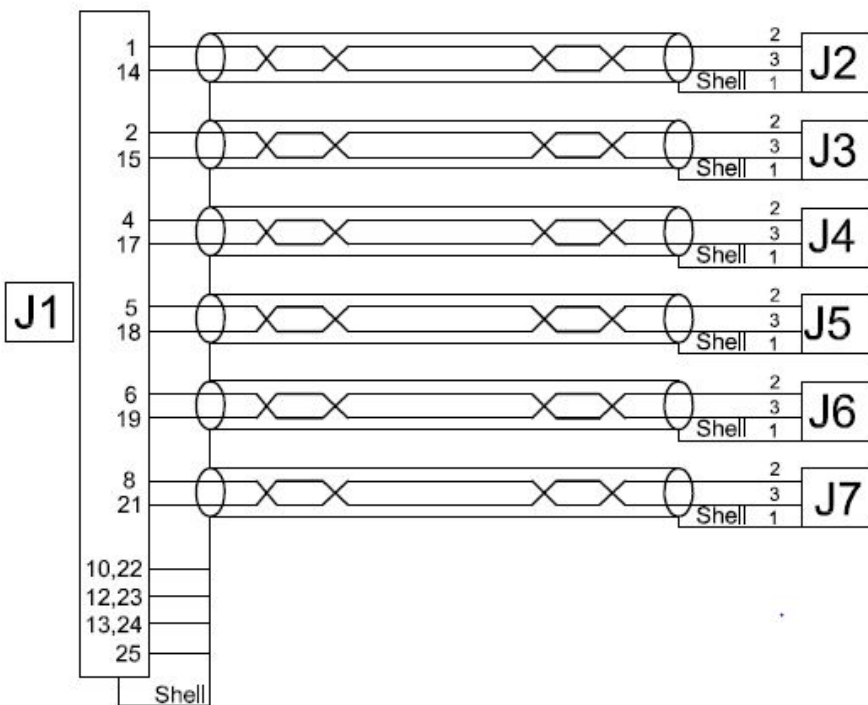 1 2
14 3 J2
Shell 1
2 2
15 3 J3
Shell 1
4 2
17 3 J4
Shell 1
J1
5 2
18 3 J5
Shell 1
6 2
19 3 J6
Shell 1
8 2
21 3 J7
Shell 1
10,22
12,23
13,24
25
Shell